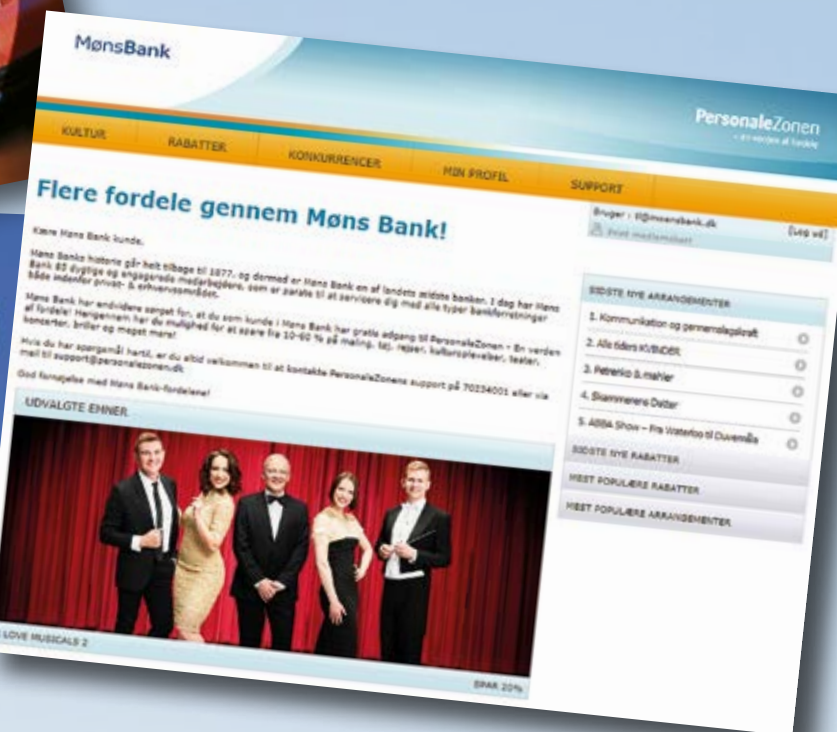 MønsBank
PersonaleZonen
- en verden af fordele
KULTUR
RABATTER
KONKURRENCER
MIN PROFIL
SUPPORT
Flere fordele gennem Møns Bank!
Bruger :
[Log ud]
Print medlemskort
Kære Møns Bank kunde,
Møns Banks historie går helt tilbage til 1877, og dermed er Møns Bank en af landets ældste banker. I dag har Møns
Bank 85 dygtige og engagerede medarbejdere, som er parate til at servicere dig med alle typer bankforretninger
både indenfor privat- & erhvervsområdet.
Møns Bank har endvidere sørget for, at du som kunde i Møns Bank har gratis adgang til PersonaleZonen - En verden
af fordele! Herigennem har du mulighed for at spare fra 10-60 % på maling, tøj, rejser, kulturoplevelser, teater,
koncerter, briller og meget mere!
Hvis du har spørgsmål hertil, er du altid velkommen til at kontakte PersonaleZonens support på 70234001 eller via
mail til support@personalezonen.dk
God fornøjelse med Møns Bank-fordelene!
UDVALGTE EMNER
LOVE MUSICALS 2
SPAR 20%
SIDSTE NYE ARRANGEMENTER
1. Kommunikation og gennemslagskraft
2. Alle tiders KVINDER
3. Petrenko & mahler
4. Skammerens Datter
5. ABBA Show – Fra Waterloo til Duvemåla
SIDSTE NYE RABATTER
MEST POPULÆRE RABATTER
MEST POPULÆRE ARRANGEMENTER